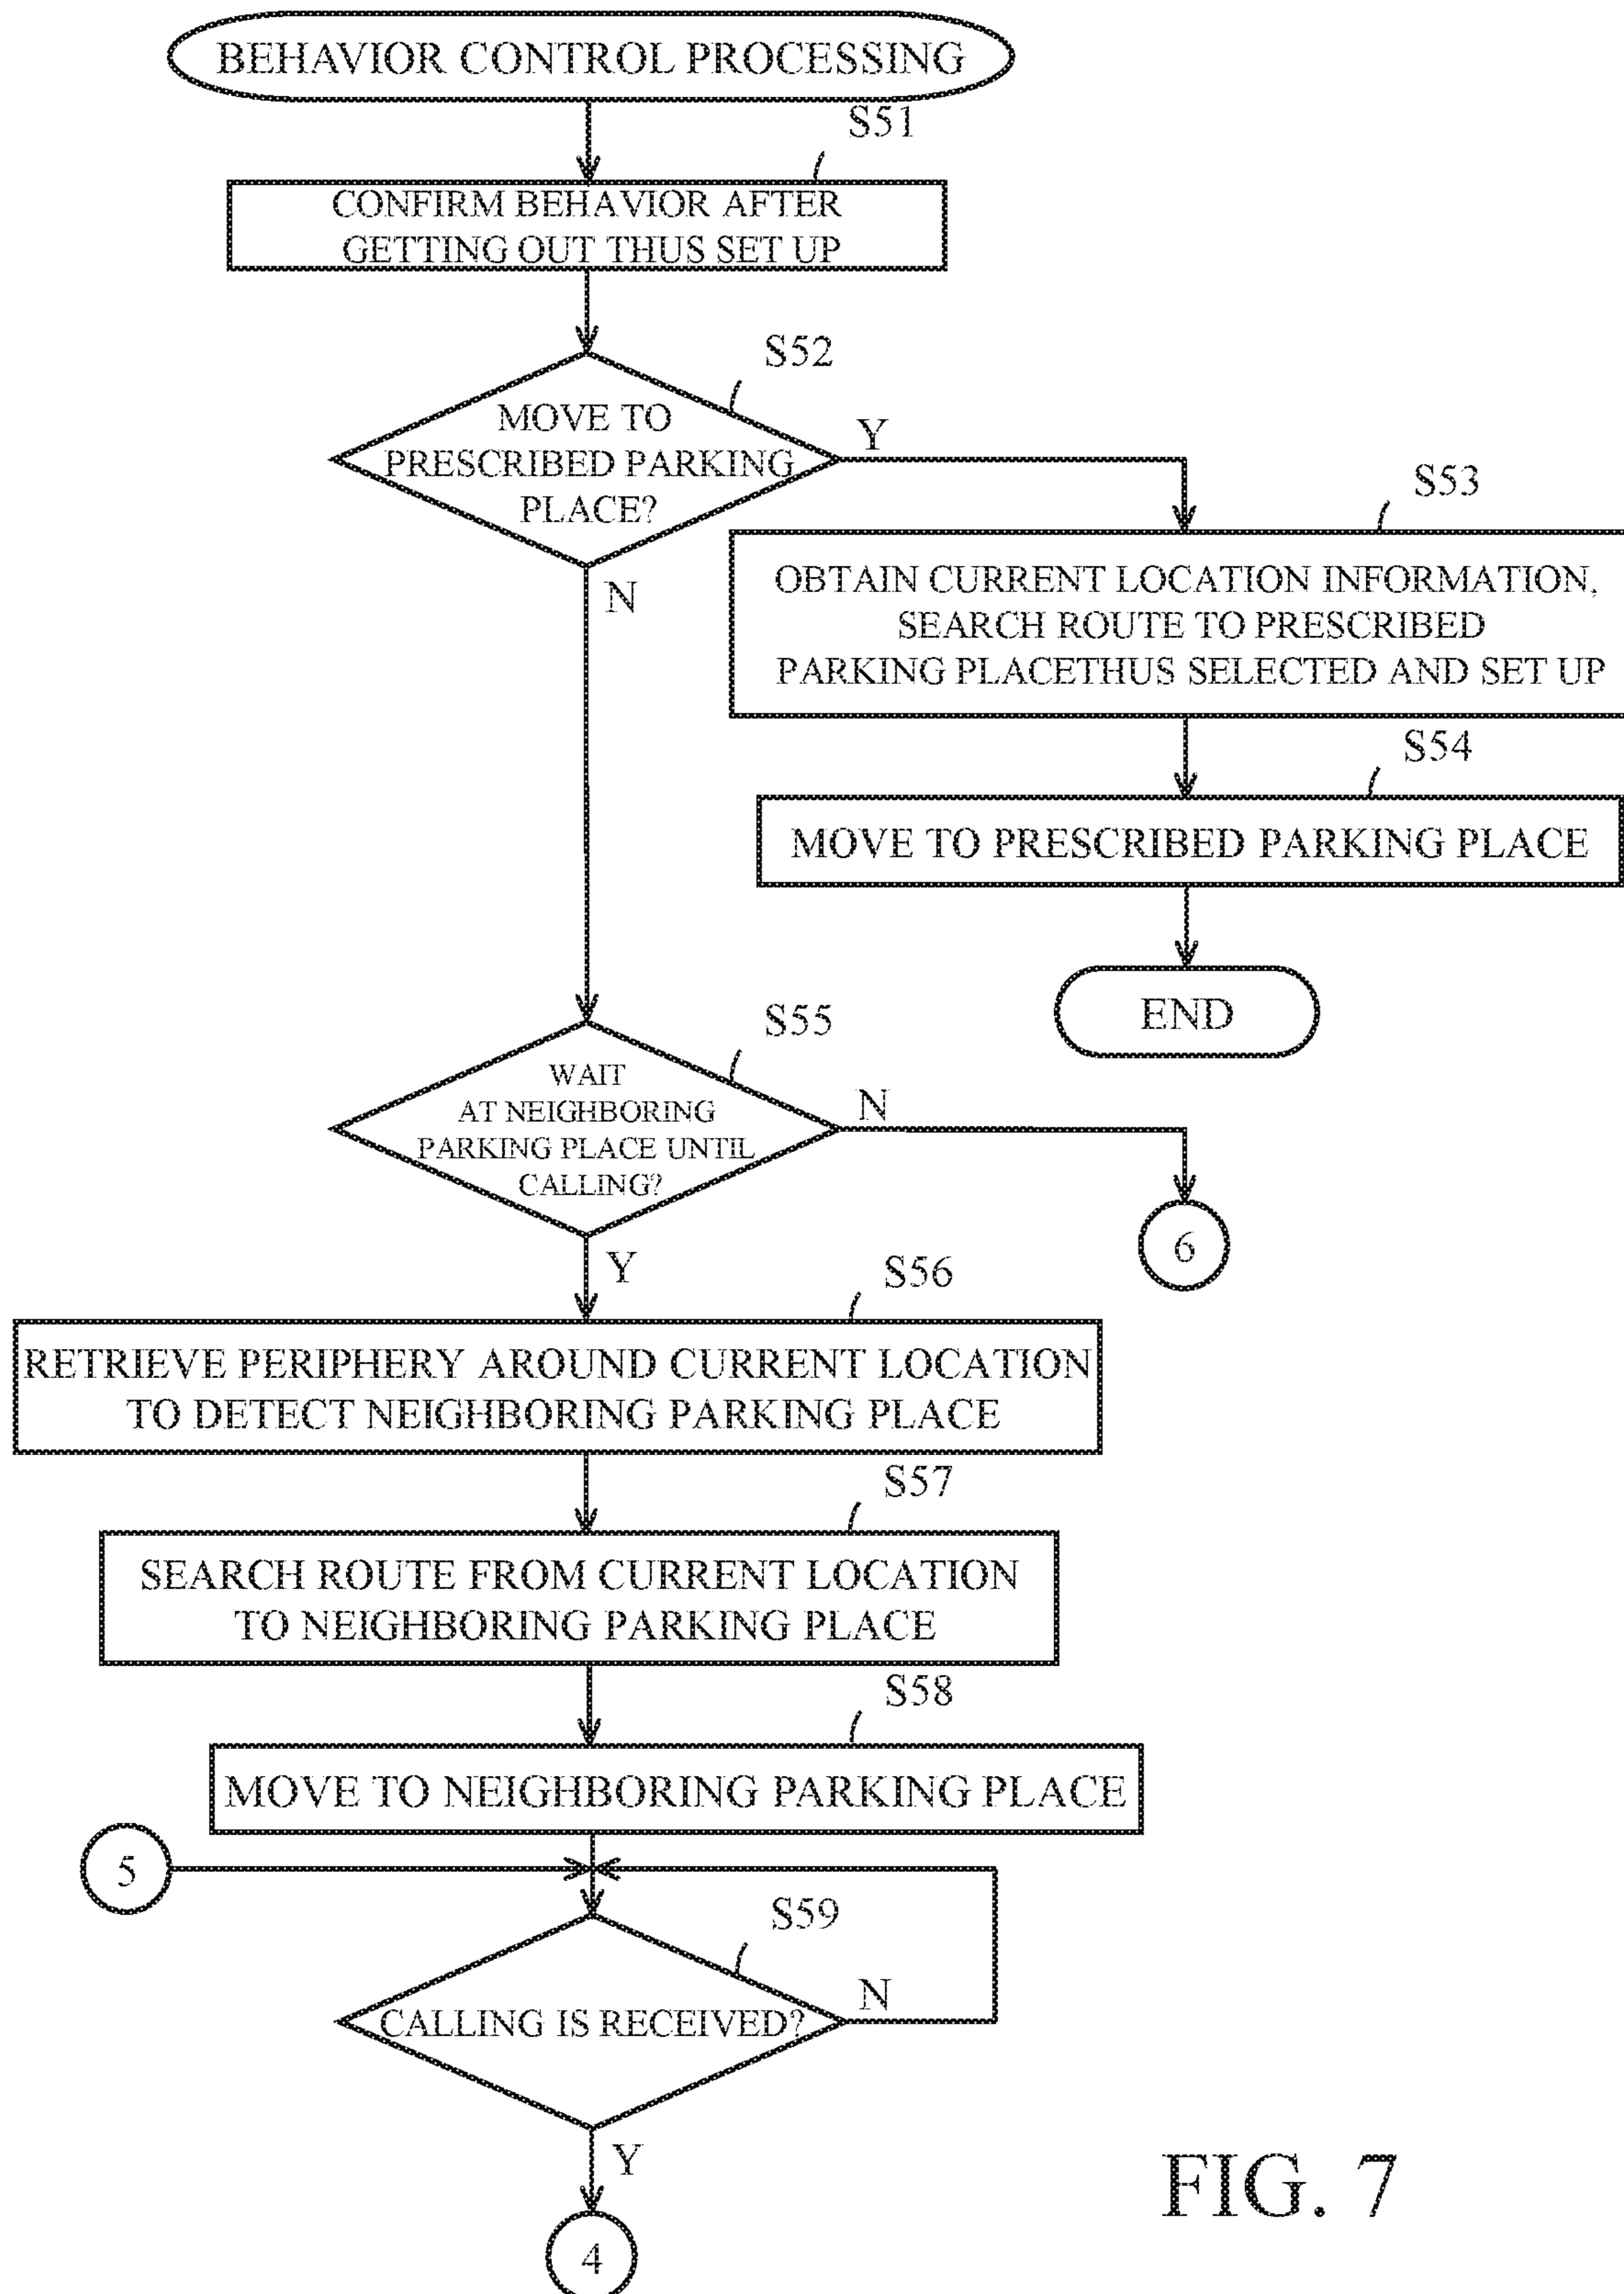 BEHAVIOR CONTROL PROCESSING
S51
CONFIRM BEHAVIOR AFTER
GETTING OUT THUS SET UP
S52
MOVE TO
PRESCRIBED PARKING
PLACE?
Y
N
S53
OBTAIN CURRENT LOCATION INFORMATION,
SEARCH ROUTE TO PRESCRIBED
PARKING PLACETHUS SELECTED AND SET UP
S54
MOVE TO PRESCRIBED PARKING PLACE
END
S55
WAIT
AT NEIGHBORING
PARKING PLACE UNTIL
CALLING?
N
6
Y
S56
RETRIEVE PERIPHERY AROUND CURRENT LOCATION
TO DETECT NEIGHBORING PARKING PLACE
S57
SEARCH ROUTE FROM CURRENT LOCATION
TO NEIGHBORING PARKING PLACE
S58
MOVE TO NEIGHBORING PARKING PLACE
5
S59
CALLING IS RECEIVED?
N
Y
4
FIG. 7